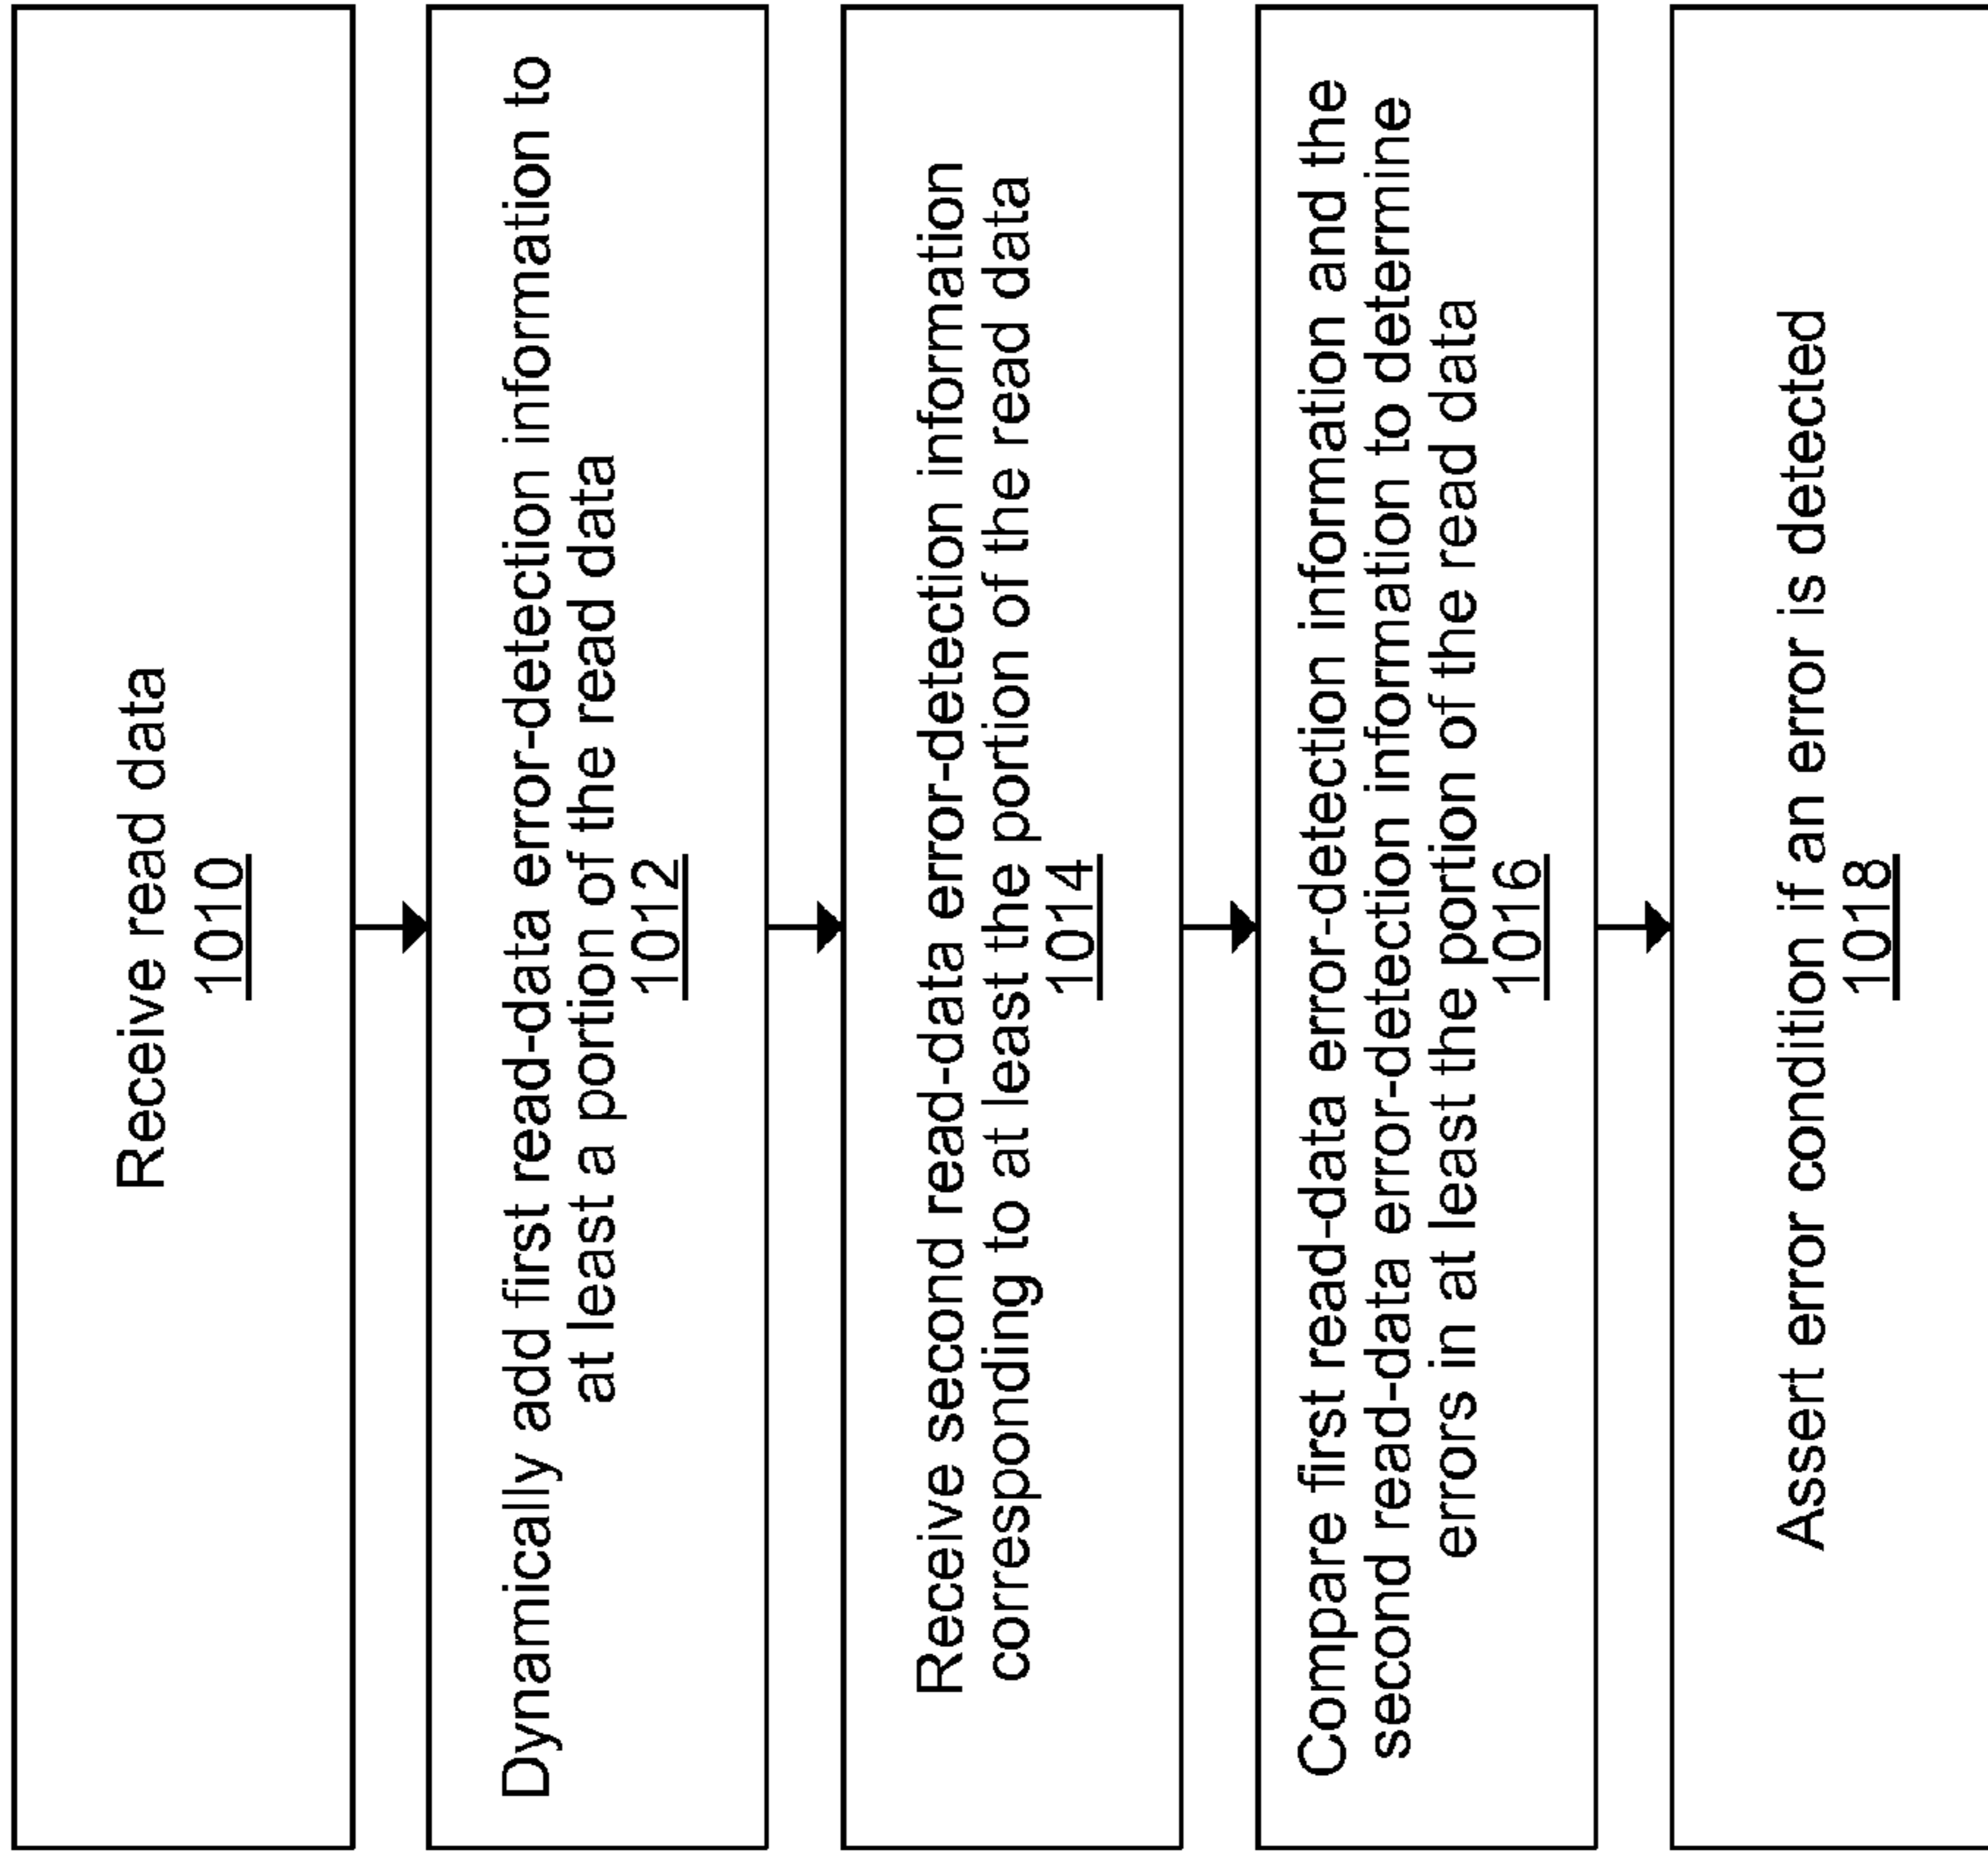 Receive read data
1010
Dynamically add first read-data error-detection information to
at least a portion of the read data
1012
Receive second read-data error-detection information
corresponding to at least the portion of the read data
1014
Compare first read-data error-detection information and the
second read-data error-detection information to determine
errors in at least the portion of the read data
1016
Assert error condition if an error is detected
1018